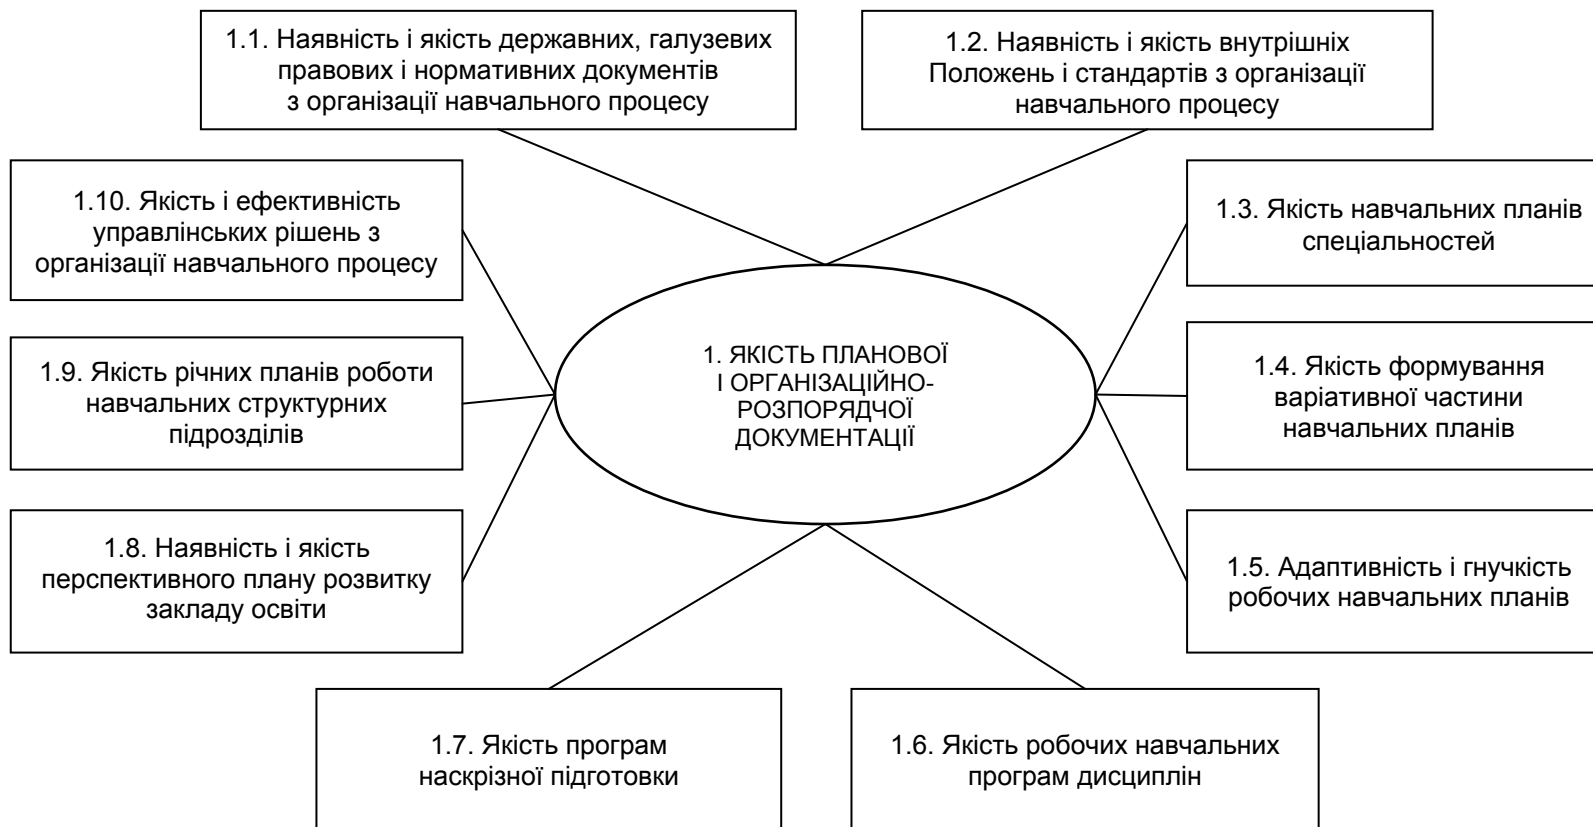 1.1. Наявність і якість державних, галузевих
правових і нормативних документів
з організації навчального процесу
1.2. Наявність і якість внутрішніх
Положень і стандартів з організації
навчального процесу
1.10. Якість і ефективність
управлінських рішень з
організації навчального процесу
1.3. Якість навчальних планів
спеціальностей
1. ЯКІСТЬ ПЛАНОВОЇ
І ОРГАНІЗАЦІЙНО-
РОЗПОРЯДЧОЇ
ДОКУМЕНТАЦІЇ
1.9. Якість річних планів роботи
навчальних структурних
підрозділів
1.4. Якість формування
варіативної частини
навчальних планів
1.8. Наявність і якість
перспективного плану розвитку
закладу освіти
1.5. Адаптивність і гнучкість
робочих навчальних планів
1.7. Якість програм
наскрізної підготовки
1.6. Якість робочих навчальних
програм дисциплін